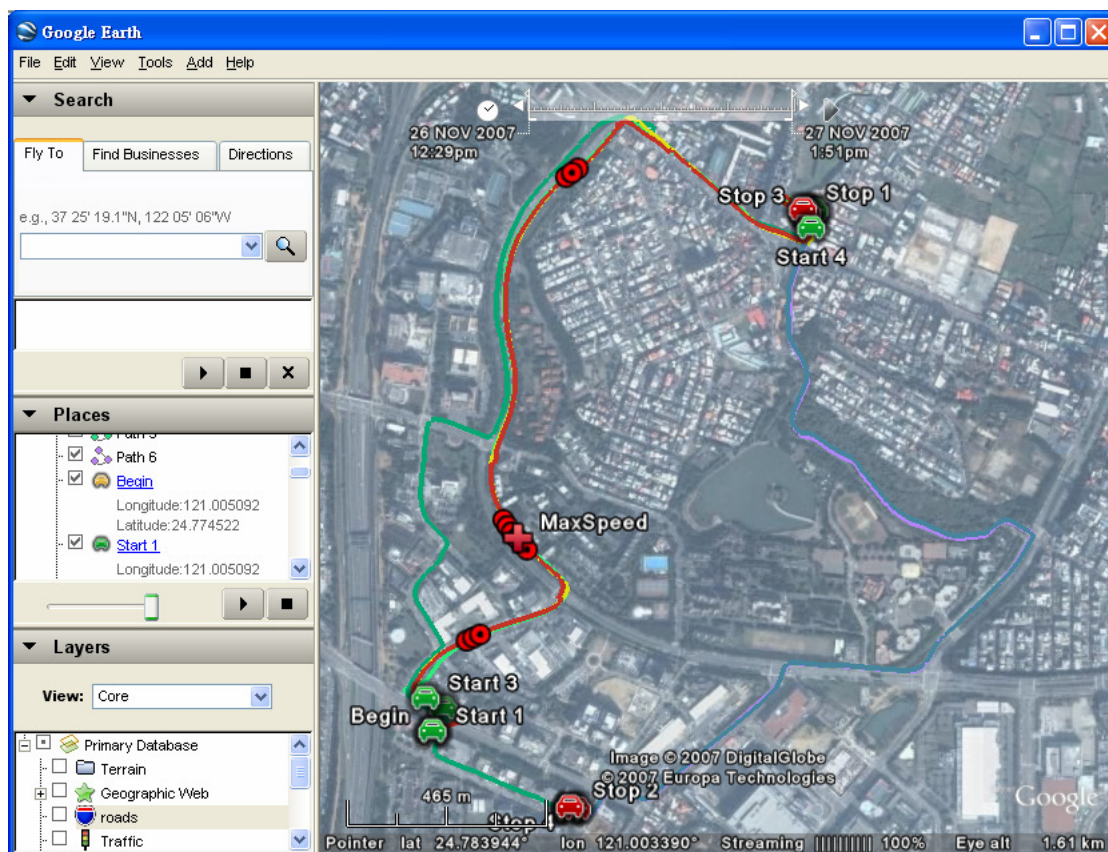 Google Earth
File Edit View Tools Add Help
Search
Fly To Find Businesses Directions
e.g., 37 25' 19.1"N, 122 05' 06"W
Places
Path 6
Begin
Longitude:121.005092
Latitude:24.774522
Start 1
Longitude:121.005092
Layers
View: Core
Primary Database
Terrain
Geographic Web
roads
Traffic
26 NOV 2007
12:29pm
27 NOV 2007
1:51pm
Stop 3 Stop 1
Start 4
MaxSpeed
Start 3
Begin Start 1
Image © 2007 DigitalGlobe
© 2007 Europa Technologies
465 m
Stop 2
Stop 4
Google
Pointer lat 24.783944° lon 121.003390° Streaming |||||||||| 100% Eye alt 1.61 km